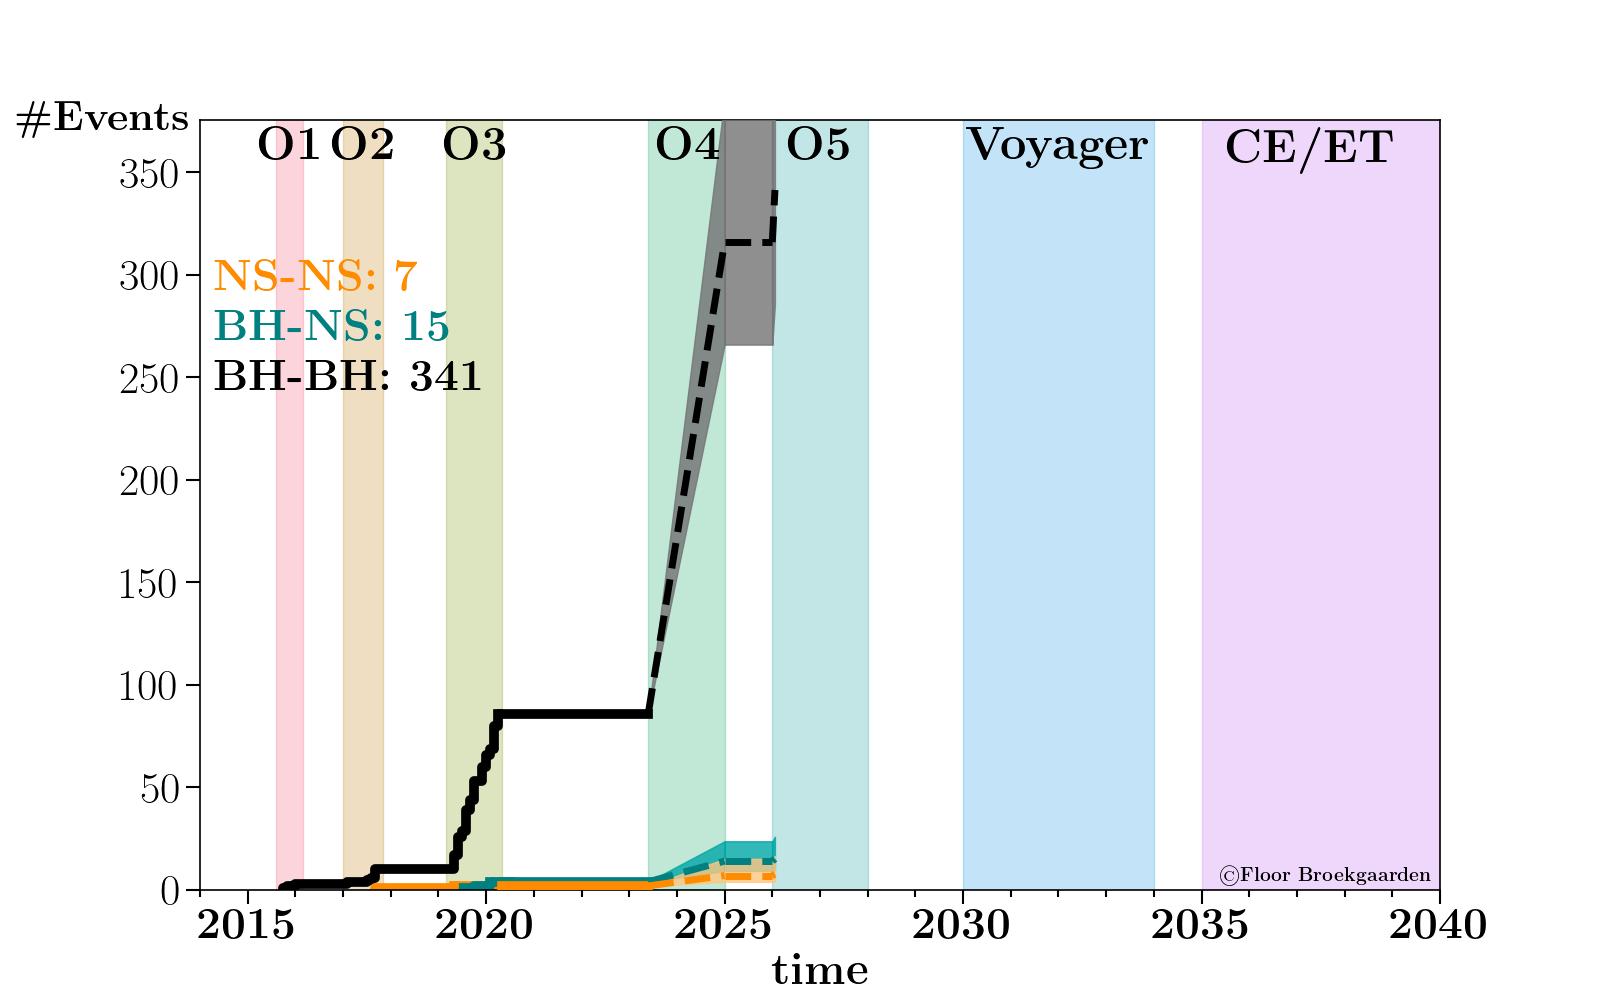 #Events
O1 O2 O3 O4 O5 Voyager CE/ET
350
300
250
200
150
100
50
0
NS-NS: 7
BH-NS: 15
BH-BH: 341
©Floor Broekgaarden
2015 2020 2025 2030 2035 2040
time